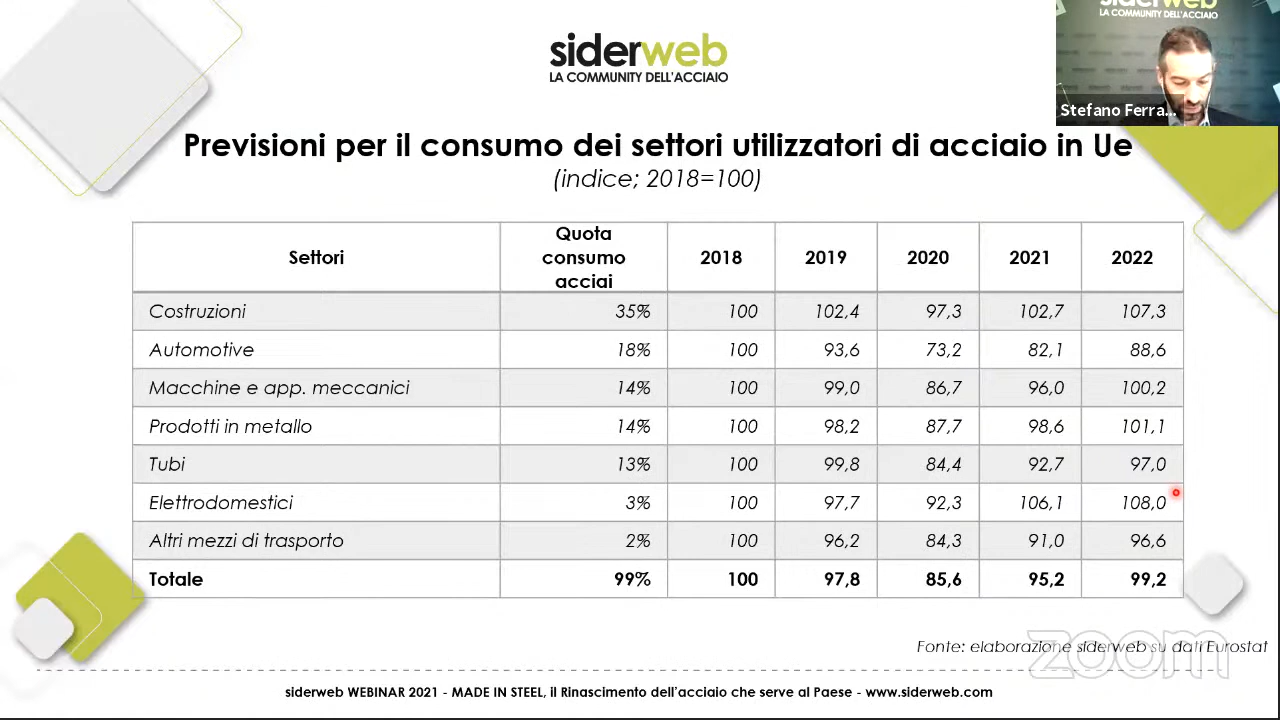 siderweb
LA COMMUNITY DELL'ACCIAIO
siderweb
LA COMMUNITY DELL'ACCIAIO
Stefano Ferra...
Previsioni per il consumo dei settori utilizzatori di acciaio in Ue
(indice; 2018=100)
Settori Quota consumo acciai 2018 2019 2020 2021 2022
Costruzioni 35% 100 102,4 97,3 102,7 107,3
Automotive 18% 100 93,6 73,2 82,1 88,6
Macchine e app. meccanici 14% 100 99,0 86,7 96,0 100,2
Prodotti in metallo 14% 100 98,2 87,7 98,6 101,1
Tubi 13% 100 99,8 84,4 92,7 97,0
Elettrodomestici 3% 100 97,7 92,3 106,1 108,0
Altri mezzi di trasporto 2% 100 96,2 84,3 91,0 96,6
Totale 99% 100 97,8 85,6 95,2 99,2
Fonte: elaborazione siderweb su dati Eurostat
zoom
siderweb WEBINAR 2021 - MADE IN STEEL, il Rinascimento dell'acciaio che serve al Paese - www.siderweb.com